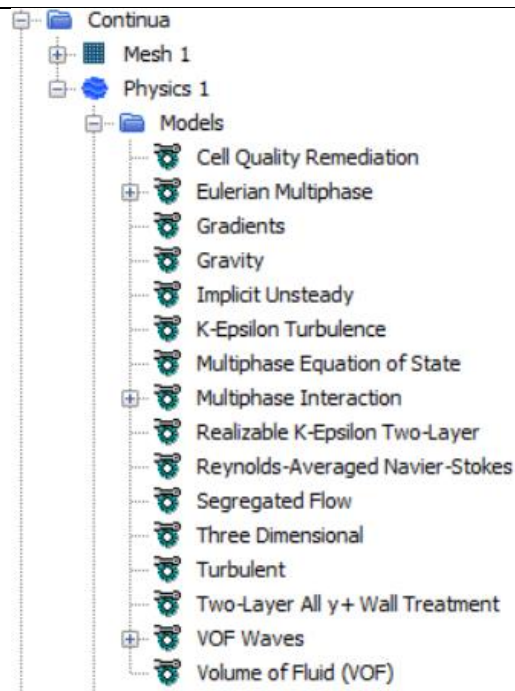 Continua
Mesh 1
Physics 1
Models
Cell Quality Remediation
Eulerian Multiphase
Gradients
Gravity
Implicit Unsteady
K-Epsilon Turbulence
Multiphase Equation of State
Multiphase Interaction
Realizable K-Epsilon Two-Layer
Reynolds-Averaged Navier-Stokes
Segregated Flow
Three Dimensional
Turbulent
Two-Layer All y+ Wall Treatment
VOF Waves
Volume of Fluid (VOF)